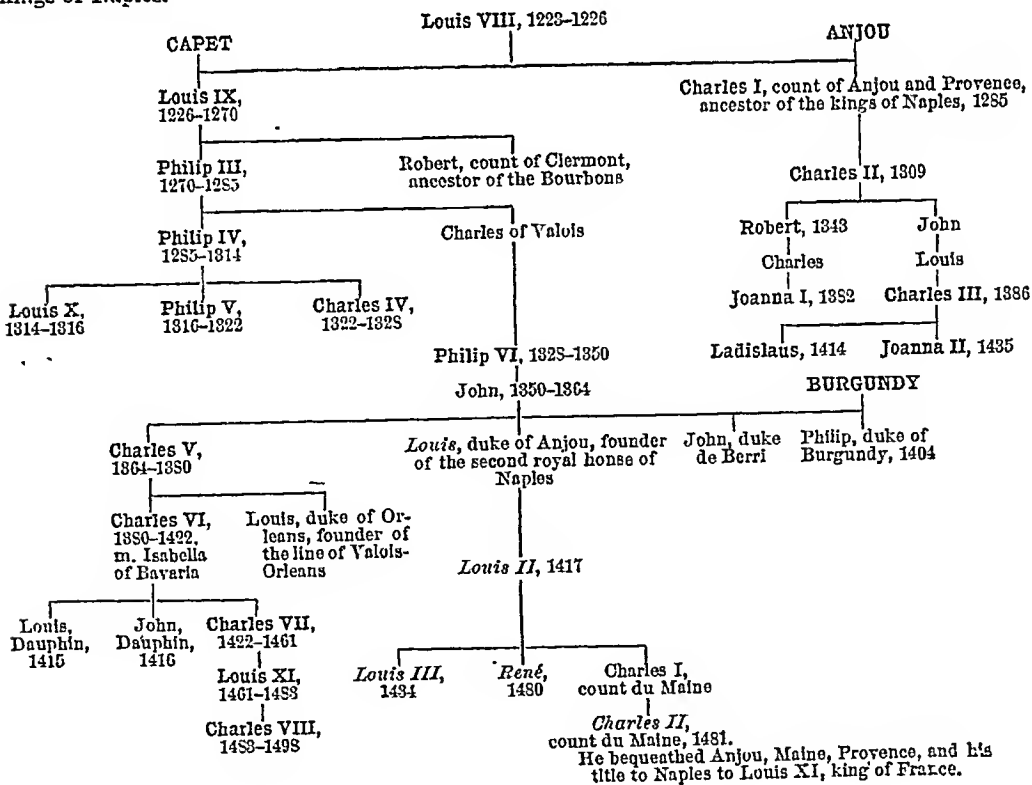 kings of Naples.
Louis VIII, 1223–1226
CAPET
ANJOU
Louis IX,
1226–1270
Charles I, count of Anjou and Provence,
ancestor of the kings of Naples, 1285
Philip III,
1270–1285
Robert, count of Clermont,
ancestor of the Bourbons
Charles II, 1309
Philip IV,
1285–1314
Charles of Valois
Robert, 1343
John
Charles
Louis
Louis X,
1314–1316
Philip V,
1316–1322
Charles IV,
1322–1328
Joanna I, 1382
Charles III, 1386
Philip VI, 1328–1350
Ladislaus, 1414
Joanna II, 1435
John, 1350–1364
BURGUNDY
Charles V,
1364–1380
Louis, duke of Anjou, founder
of the second royal house of
Naples
John, duke
de Berri
Philip, duke of
Burgundy, 1404
Charles VI,
1380–1422,
m. Isabella
of Bavaria
Louis, duke of Or-
leans, founder of
the line of Valois-
Orleans
Louis II, 1417
Louis,
Dauphin,
1415
John,
Dauphin,
1416
Charles VII,
1422–1461
Louis III,
1434
René,
1480
Charles I,
count du Maine
Louis XI,
1461–1483
Charles VIII,
1483–1498
Charles II,
count du Maine, 1481.
He bequeathed Anjou, Maine, Provence, and his
title to Naples to Louis XI, king of France.